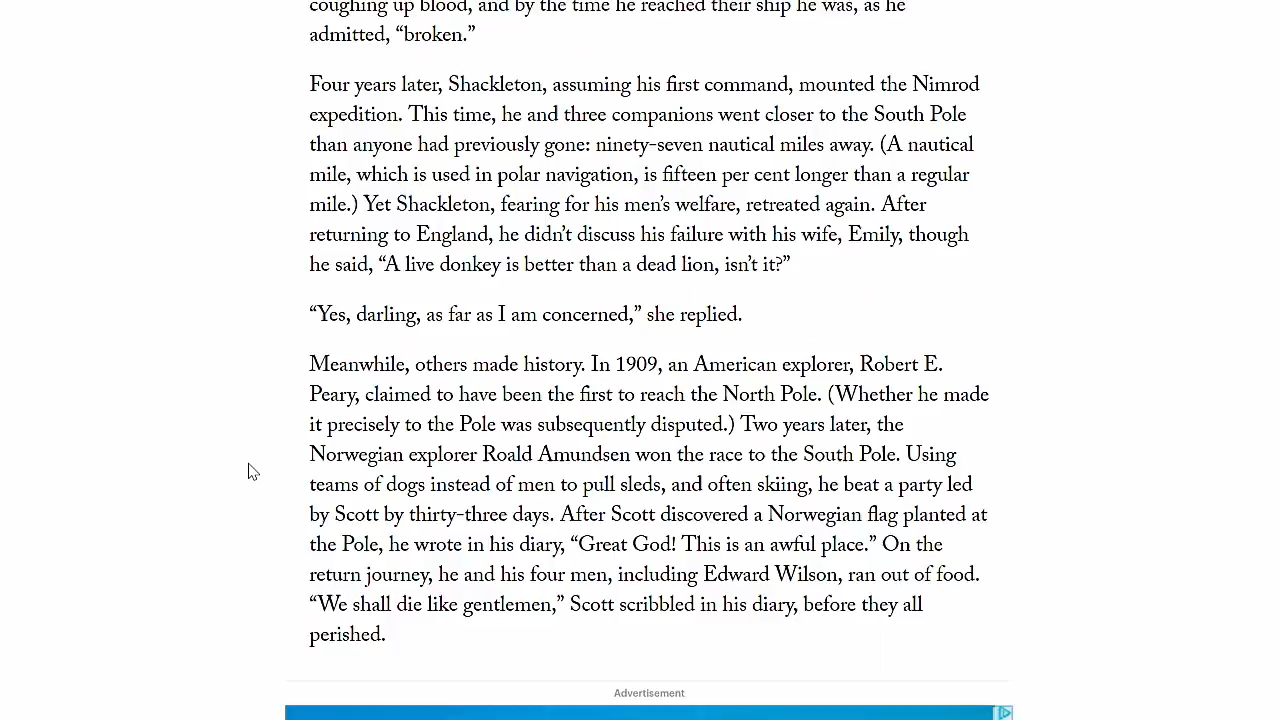 coughing up blood, and by the time he reached their ship he was, as he
admitted, “broken.”
Four years later, Shackleton, assuming his first command, mounted the Nimrod
expedition. This time, he and three companions went closer to the South Pole
than anyone had previously gone: ninety-seven nautical miles away. (A nautical
mile, which is used in polar navigation, is fifteen per cent longer than a regular
mile.) Yet Shackleton, fearing for his men’s welfare, retreated again. After
returning to England, he didn’t discuss his failure with his wife, Emily, though
he said, “A live donkey is better than a dead lion, isn’t it?”
“Yes, darling, as far as I am concerned,” she replied.
Meanwhile, others made history. In 1909, an American explorer, Robert E.
Peary, claimed to have been the first to reach the North Pole. (Whether he made
it precisely to the Pole was subsequently disputed.) Two years later, the
Norwegian explorer Roald Amundsen won the race to the South Pole. Using
teams of dogs instead of men to pull sleds, and often skiing, he beat a party led
by Scott by thirty-three days. After Scott discovered a Norwegian flag planted at
the Pole, he wrote in his diary, “Great God! This is an awful place.” On the
return journey, he and his four men, including Edward Wilson, ran out of food.
“We shall die like gentlemen,” Scott scribbled in his diary, before they all
perished.
Advertisement